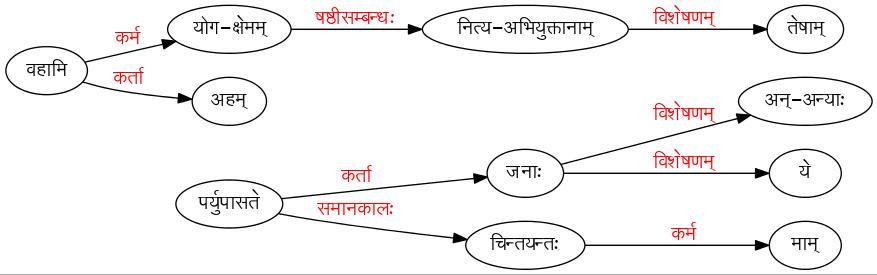 वहामि
कर्म
योग-क्षेमम्
षष्ठीसम्बन्धः
नित्य-अभियुक्तानाम्
विशेषणम्
तेषाम्
कर्ता
अहम्
पर्युपासते
कर्ता
जनाः
विशेषणम्
अन्-अन्याः
विशेषणम्
ये
समानकालः
चिन्तयन्तः
कर्म
माम्